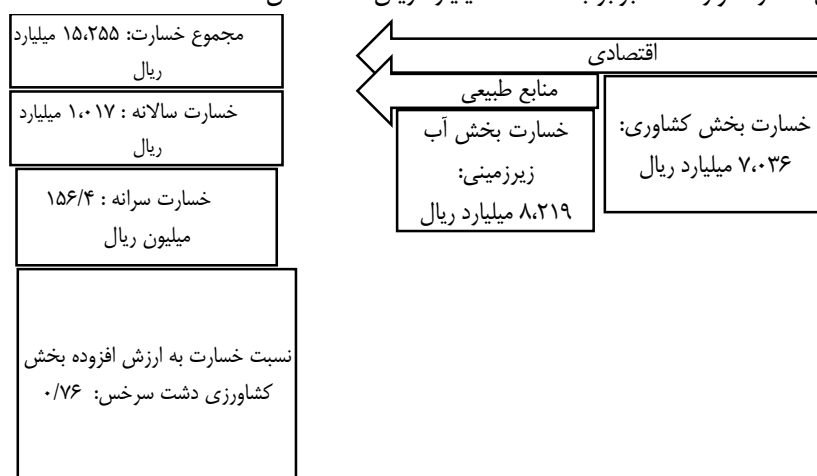 اقتصادی
منابع طبیعی
خسارت بخش کشاوری:
۷،۰۳۶ میلیارد ریال
خسارت بخش آب
زیرزمینی:
۸،۲۱۹ میلیارد ریال
مجموع خسارت: ۱۵،۲۵۵ میلیارد
ریال
خسارت سالانه : ۱،۰۱۷ میلیارد
ریال
خسارت سرانه : ۱۵۶/۴
میلیون ریال
نسبت خسارت به ارزش افزوده بخش
کشاورزی دشت سرخس: ۰/۷۶